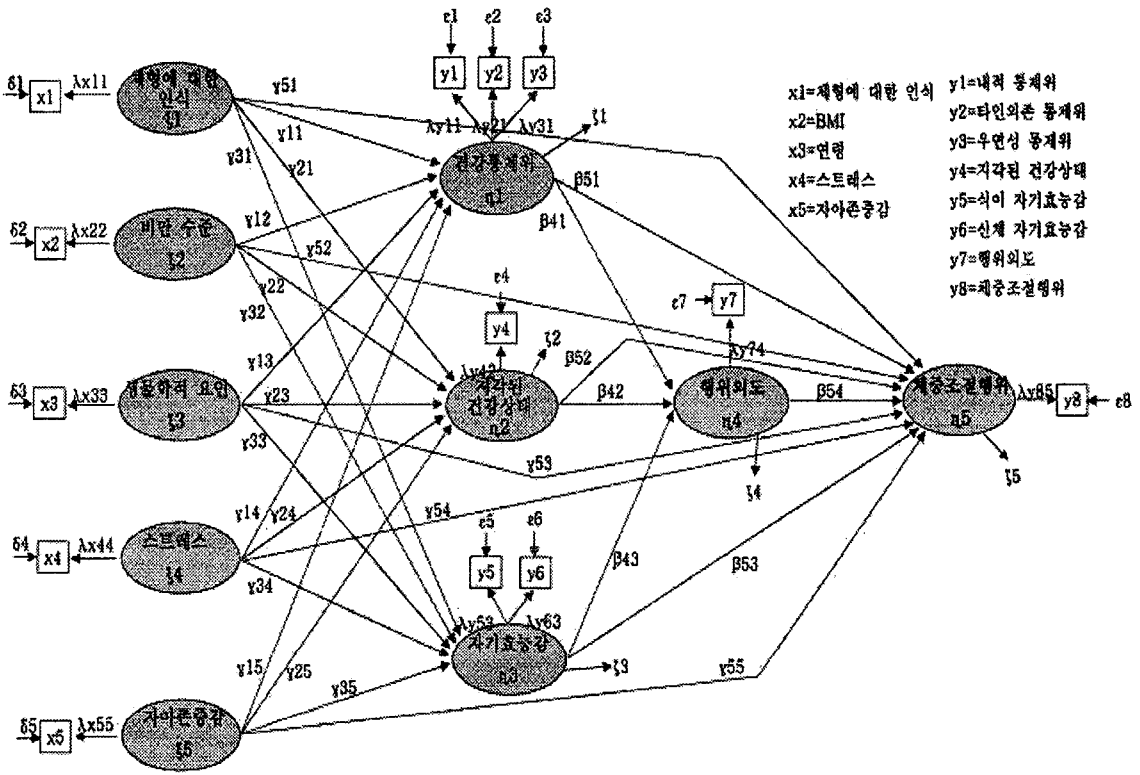 ε1 ε2 ε3
y1 y2 y3
δ1 x1 λx11
체형에 대한
인식
ξ1
γ51
γ11
γ31
γ21
λy11 λy21 λy31
ζ1
건강통제위
η1
β51
β41
x1=체형에 대한 인식
x2=BMI
x3=연령
x4=스트레스
x5=자아존중감
y1=내적 통제위
y2=타인의존 통제위
y3=우연성 통제위
y4=지각된 건강상태
y5=식이 자기효능감
y6=신체 자기효능감
y7=행위의도
y8=체중조절행위
δ2 x2 λx22
비만 수준
ξ2
γ12
γ52
γ22
γ32
ε4
y4
ζ2
λy42
지각된
건강상태
η2
β52
β42
ε7 y7
λy74
행위의도
η4
ζ4
β54
체중조절행위
η5
λy85 y8 ε8
ζ5
δ3 x3 λx33
생물학적 요인
ξ3
γ13
γ23
γ33
γ53
δ4 x4 λx44
스트레스
ξ4
γ14 γ24
γ54
γ34
ε5 ε6
y5 y6
λy53 λy63
자기효능감
η3
ζ3
β43
β53
δ5 x5 λx55
자아존중감
ξ5
γ15 γ25
γ35
γ55